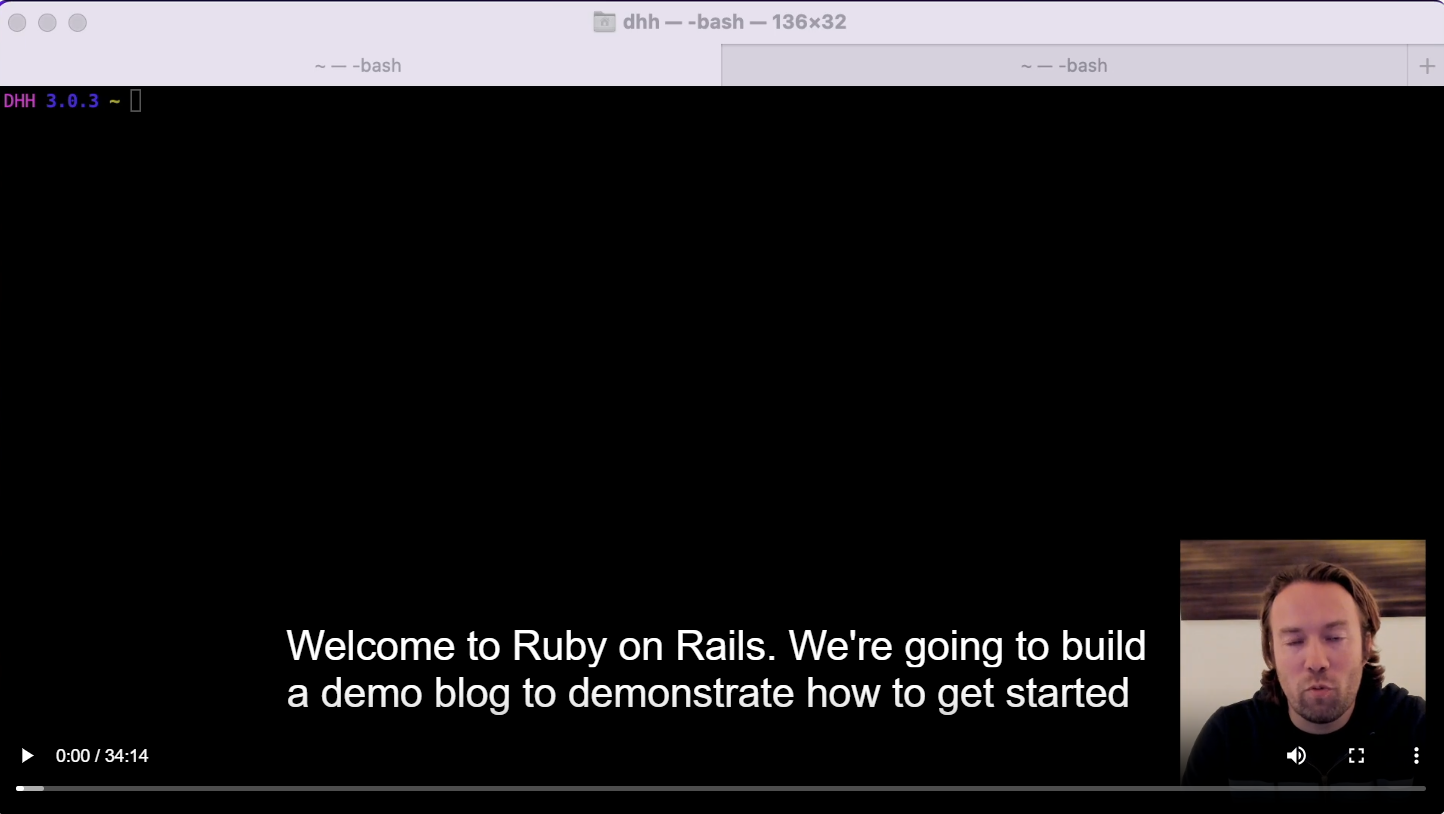 dhh — -bash — 136×32
~ — -bash
~ — -bash
DHH 3.0.3 ~
Welcome to Ruby on Rails. We're going to build
a demo blog to demonstrate how to get started
0:00 / 34:14